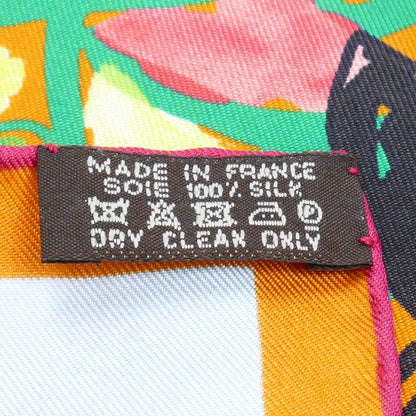 MADE IN FRANCE
SOIE 100% SILK
DRY CLEAN ONLY